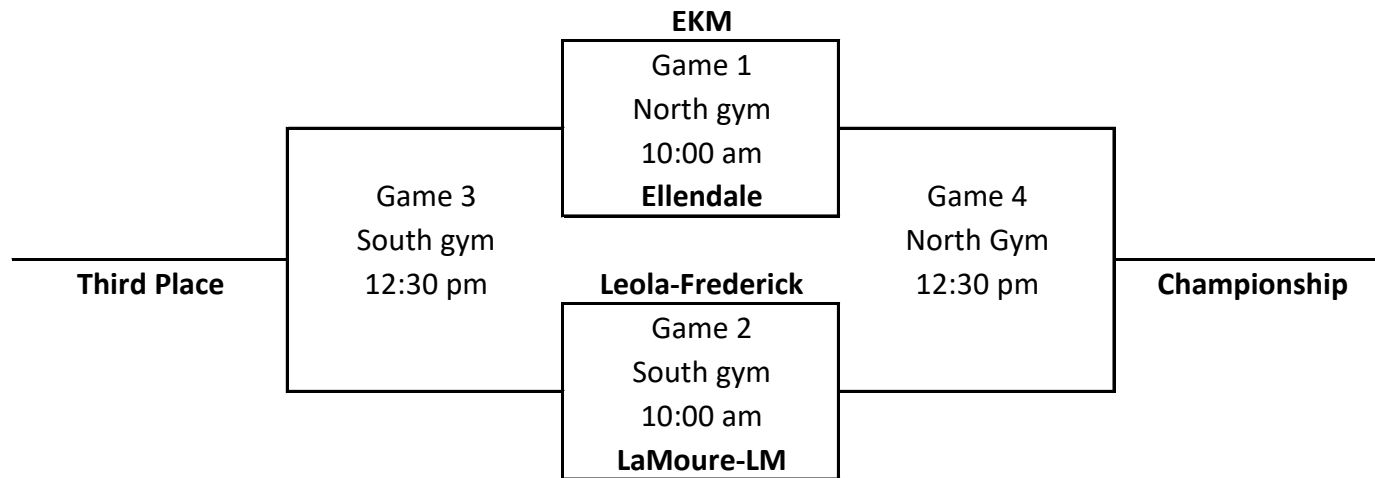 EKM
Game 1
North gym
10:00 am
Ellendale
Game 3
South gym
12:30 pm
Third Place
Game 4
North Gym
12:30 pm
Championship
Leola-Frederick
Game 2
South gym
10:00 am
LaMoure-LM